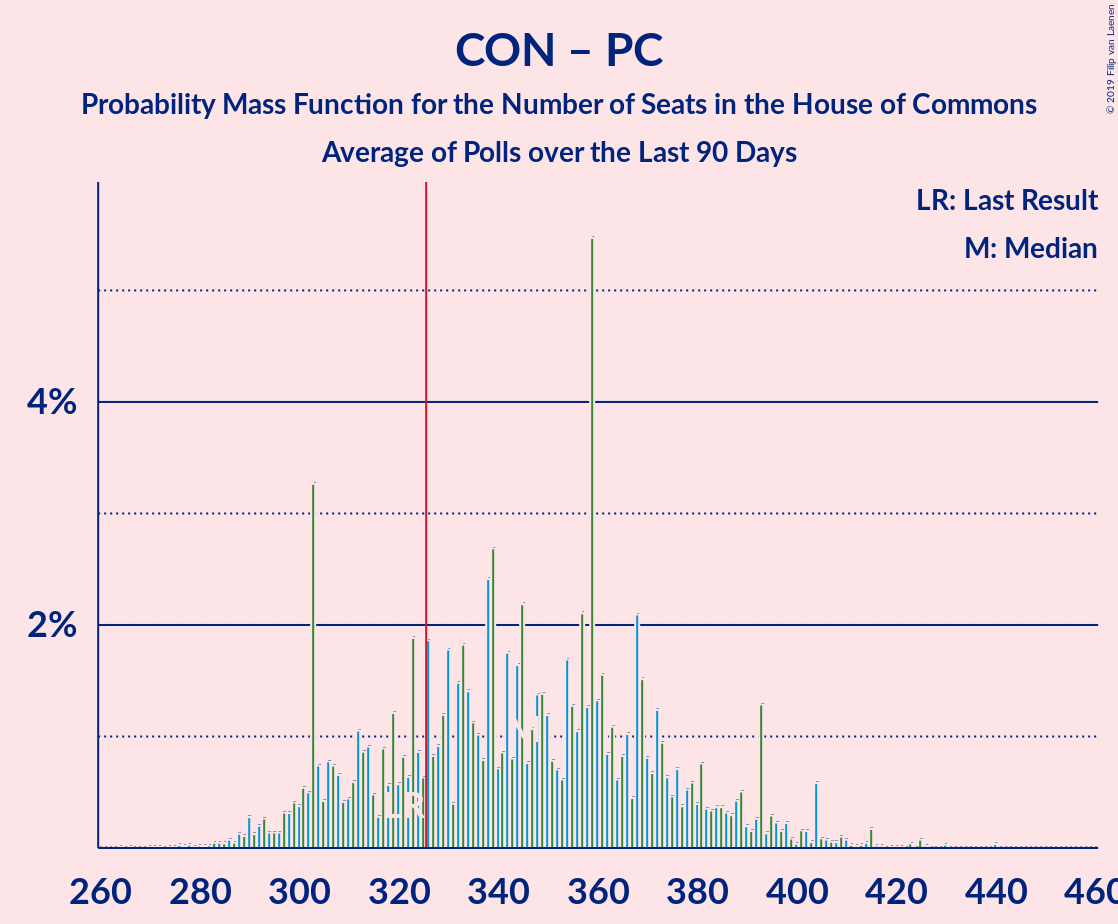 CON – PC
Probability Mass Function for the Number of Seats in the House of Commons
Average of Polls over the Last 90 Days
© 2019 Filip van Laenen
LR: Last Result
M: Median
4%
2%
LR
M
260 280 300 320 340 360 380 400 420 440 460